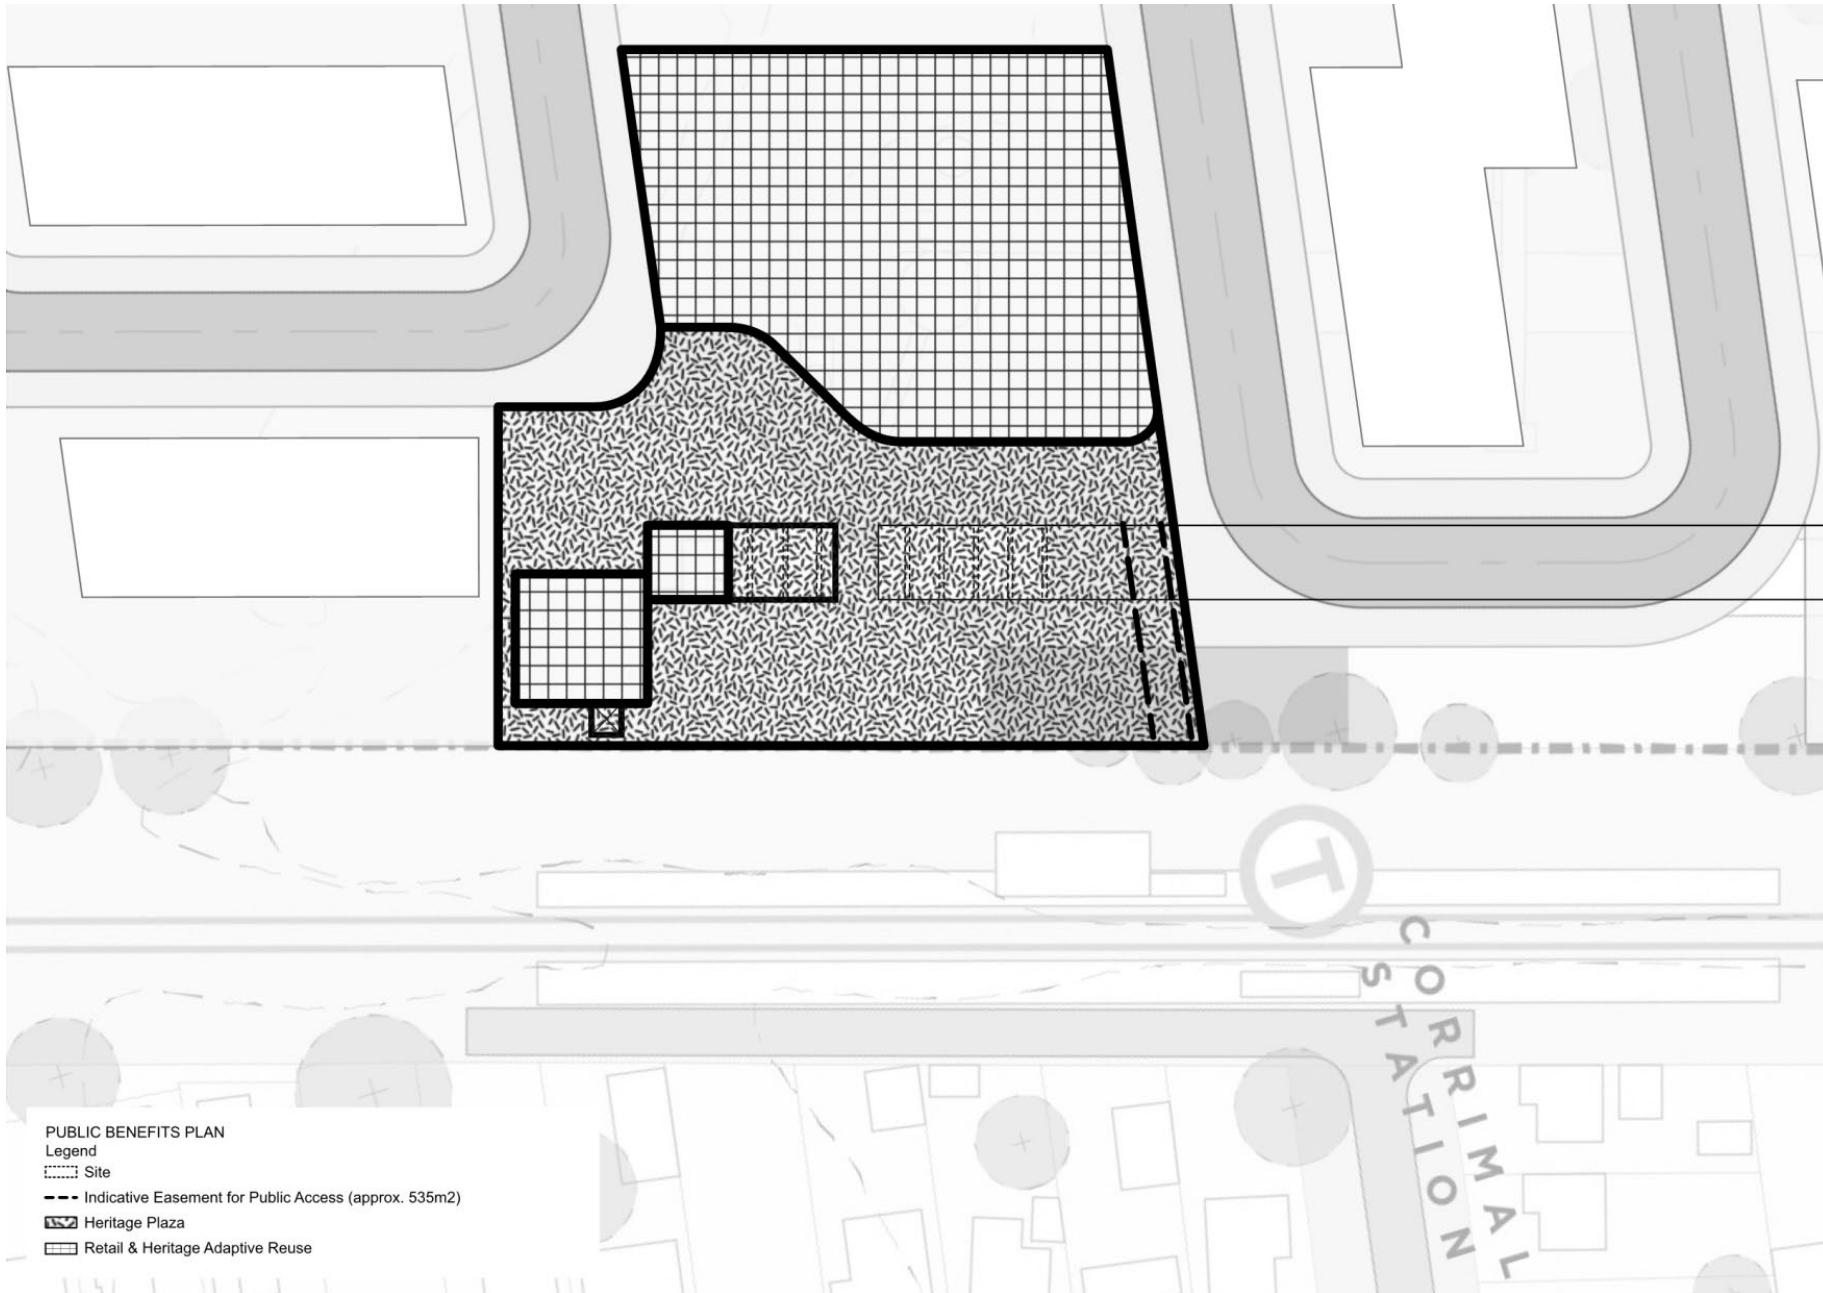 T
CORRIMAL
STATION
PUBLIC BENEFITS PLAN
Legend
Site
Indicative Easement for Public Access (approx. 535m2)
Heritage Plaza
Retail & Heritage Adaptive Reuse